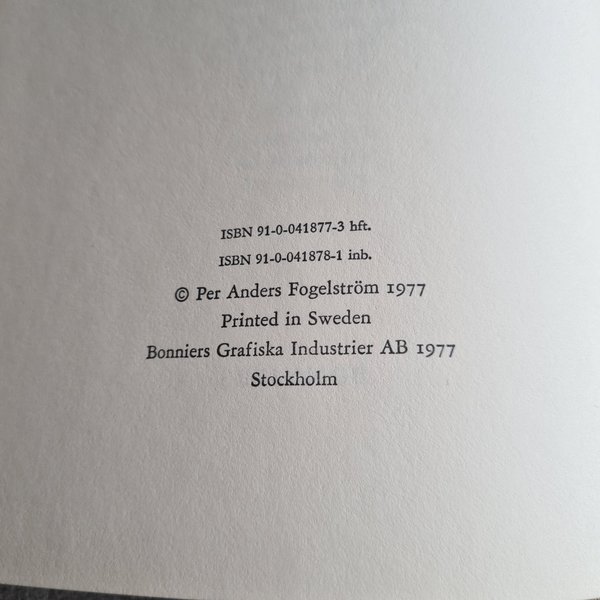 ISBN 91-0-041877-3 hft.
ISBN 91-0-041878-1 inb.
© Per Anders Fogelström 1977
Printed in Sweden
Bonniers Grafiska Industrier AB 1977
Stockholm